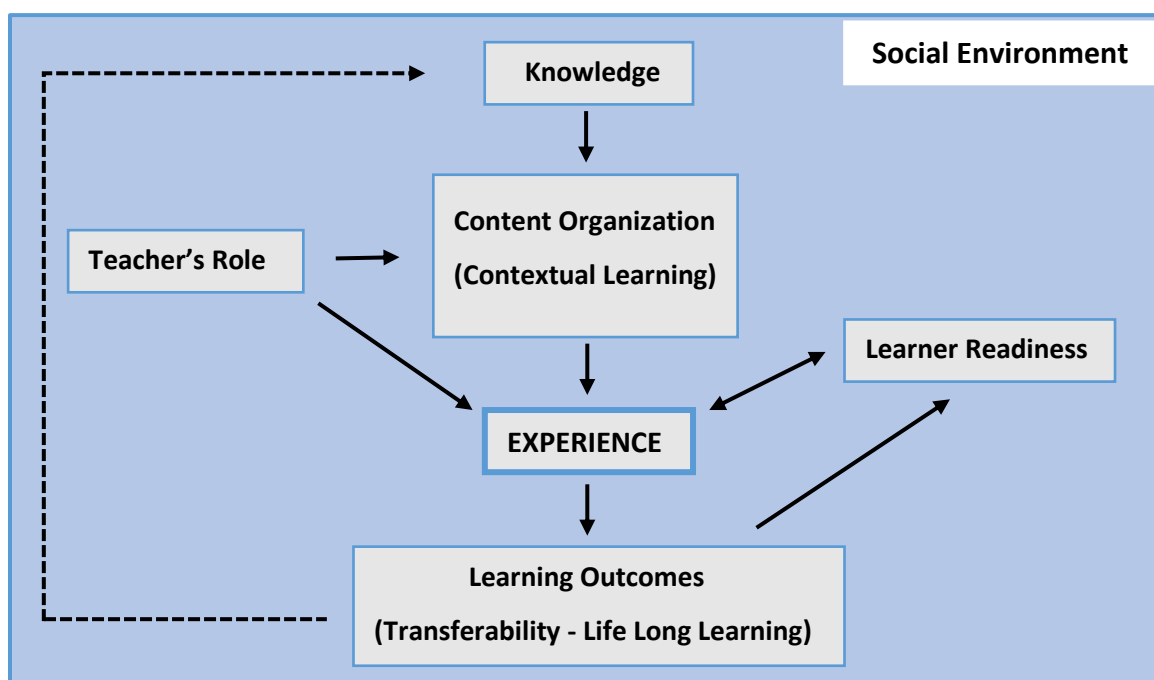 Social Environment
Knowledge
Content Organization
(Contextual Learning)
Teacher’s Role
Learner Readiness
EXPERIENCE
Learning Outcomes
(Transferability - Life Long Learning)